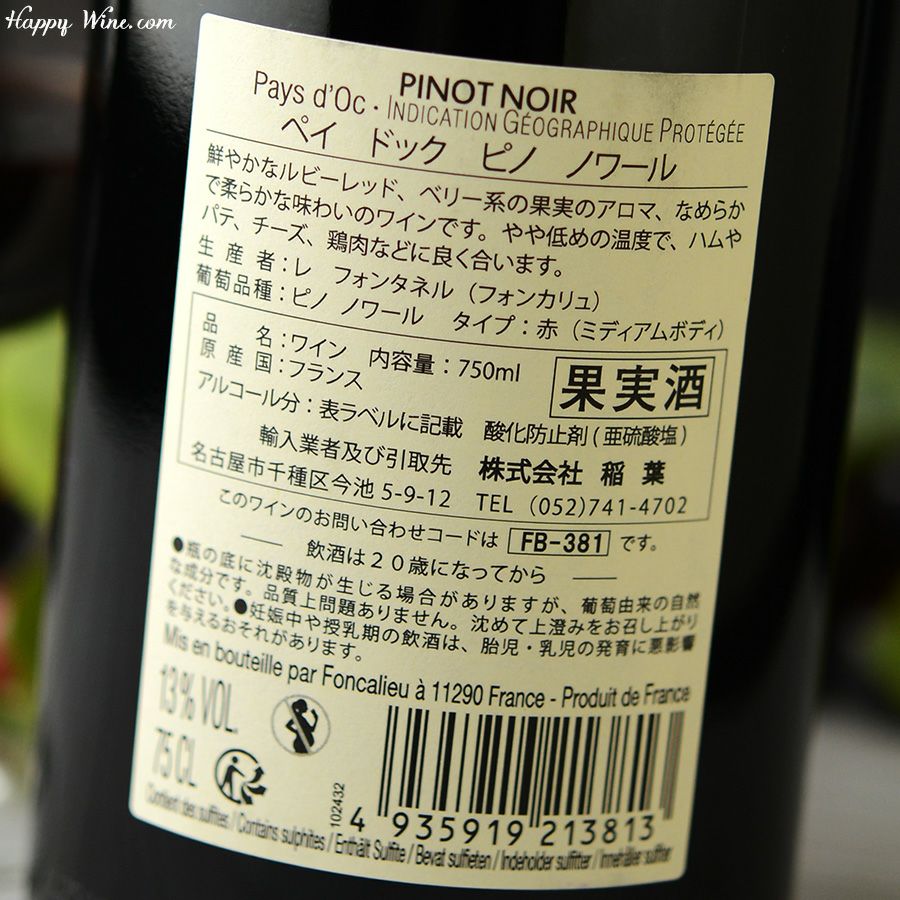 Happy Wine.com
PINOT NOIR
Pays d'Oc · INDICATION GÉOGRAPHIQUE PROTÉGÉE
ペイ ドック ピノ ノワール
鮮やかなルビーレッド、ベリー系の果実のアロマ、なめらか
で柔らかな味わいのワインです。やや低めの温度で、ハムや
パテ、チーズ、鶏肉などに良く合います。
生産者：レ フォンタネル（フォンカリュ）
葡萄品種：ピノ ノワール タイプ：赤（ミディアムボディ）
品名：ワイン 内容量：750ml
原産国：フランス
果実酒
アルコール分：表ラベルに記載 酸化防止剤(亜硫酸塩)
輸入業者及び引取先 株式会社 稲葉
名古屋市千種区今池5-9-12 TEL (052)741-4702
このワインのお問い合わせコードは FB-381 です。
飲酒は２０歳になってから
●瓶の底に沈殿物が生じる場合がありますが、葡萄由来の自然
な成分です。品質上問題ありません。沈めて上澄みをお召し上がり
ください。●妊娠中や授乳期の飲酒は、胎児・乳児の発育に悪影響
を与えるおそれがあります。
Mis en bouteille par Foncalieu à 11290 France - Produit de France
13% VOL.
75 CL
102432
4 935919 213813
Contient des sulfites / Contains sulphites / Enthält Sulfite / Bevat sulfieten / Indeholder sulfitter / Innehåller sulfiter